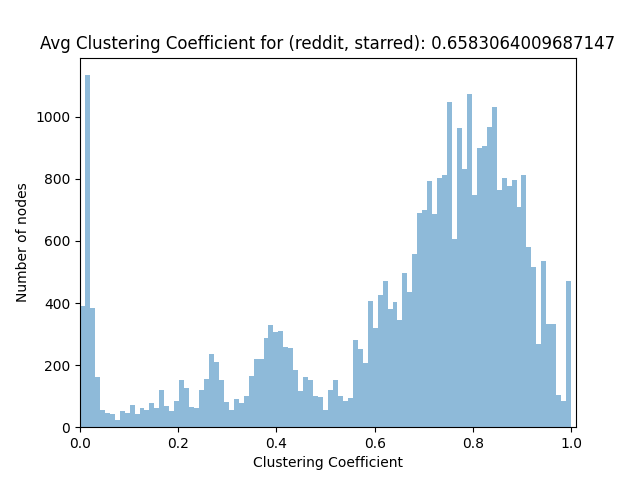 Avg Clustering Coefficient for (reddit, starred): 0.6583064009687147
1000
800
600
400
200
0
Number of nodes
0.0 0.2 0.4 0.6 0.8 1.0
Clustering Coefficient